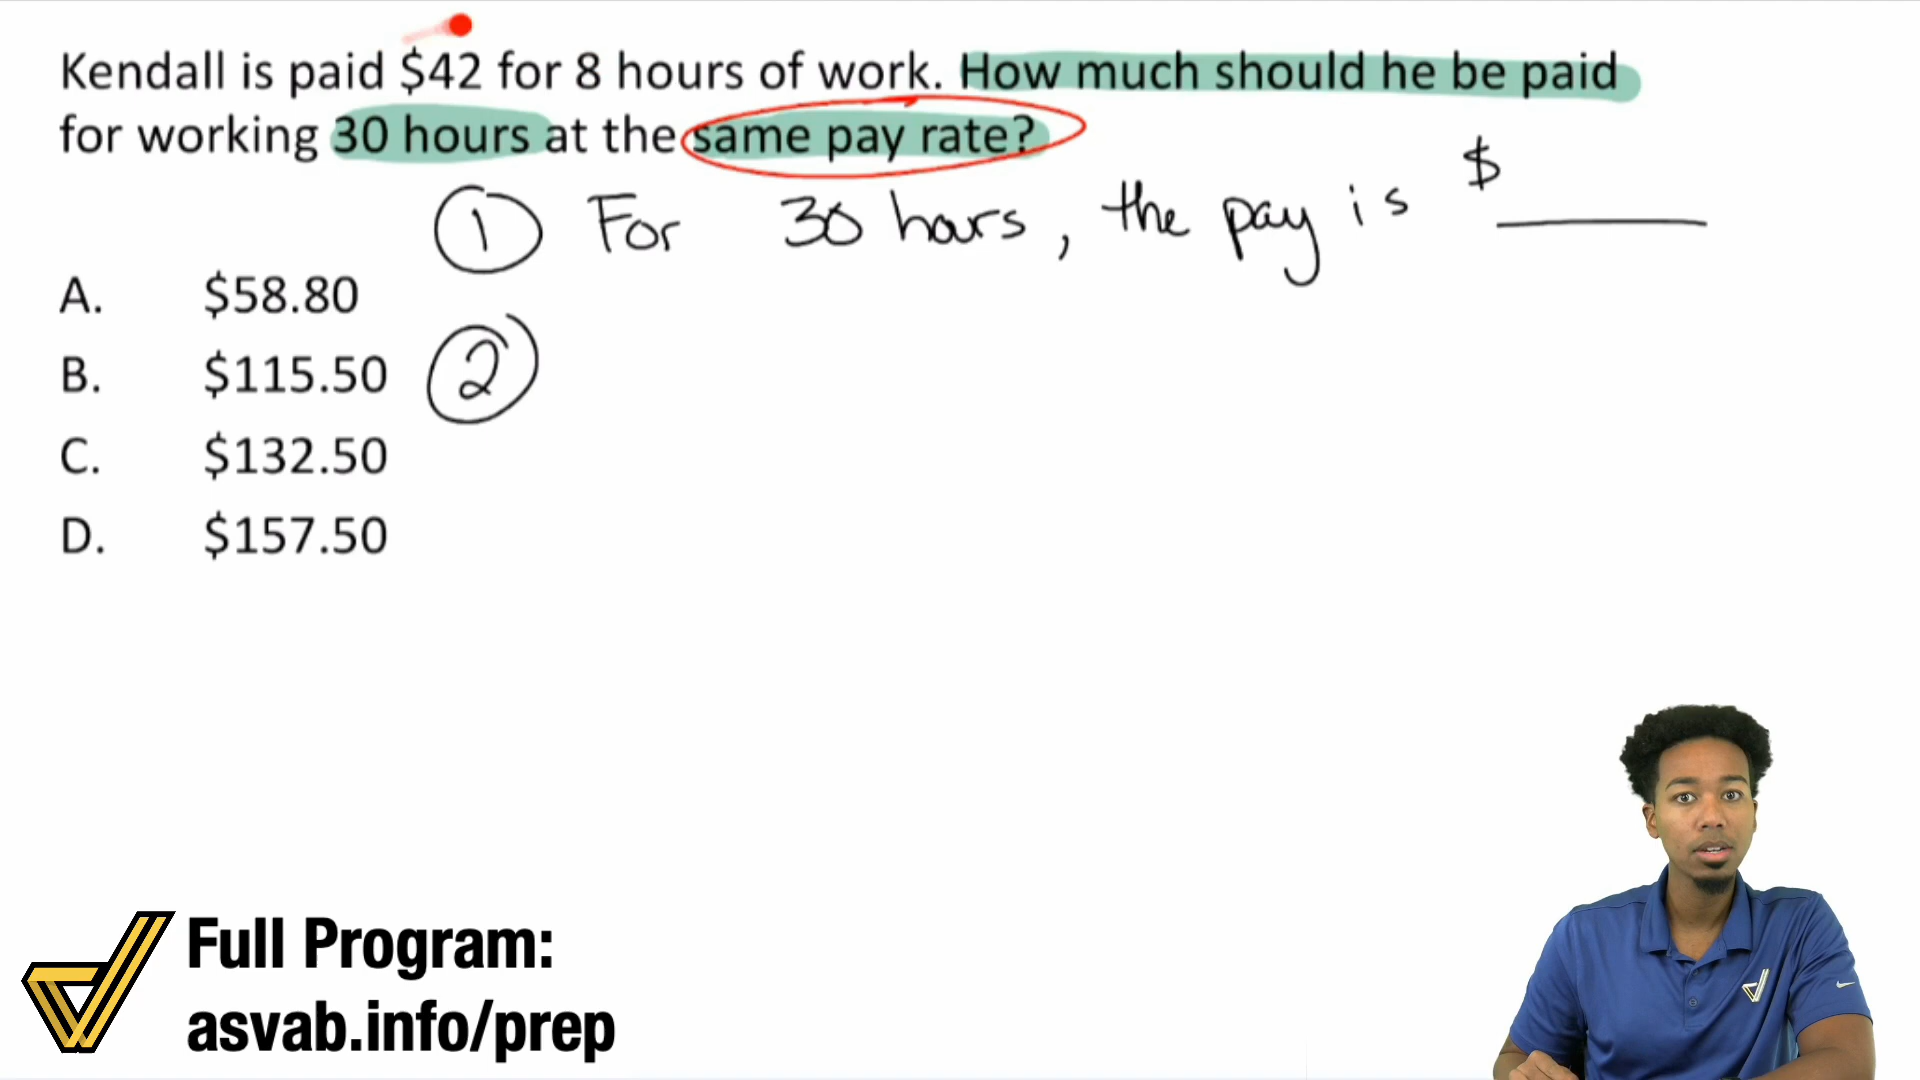 Kendall is paid $42 for 8 hours of work. How much should he be paid
for working 30 hours at the same pay rate?
1 For 30 hours, the pay is $
A. $58.80
B. $115.50
2
C. $132.50
D. $157.50
Full Program:
asvab.info/prep